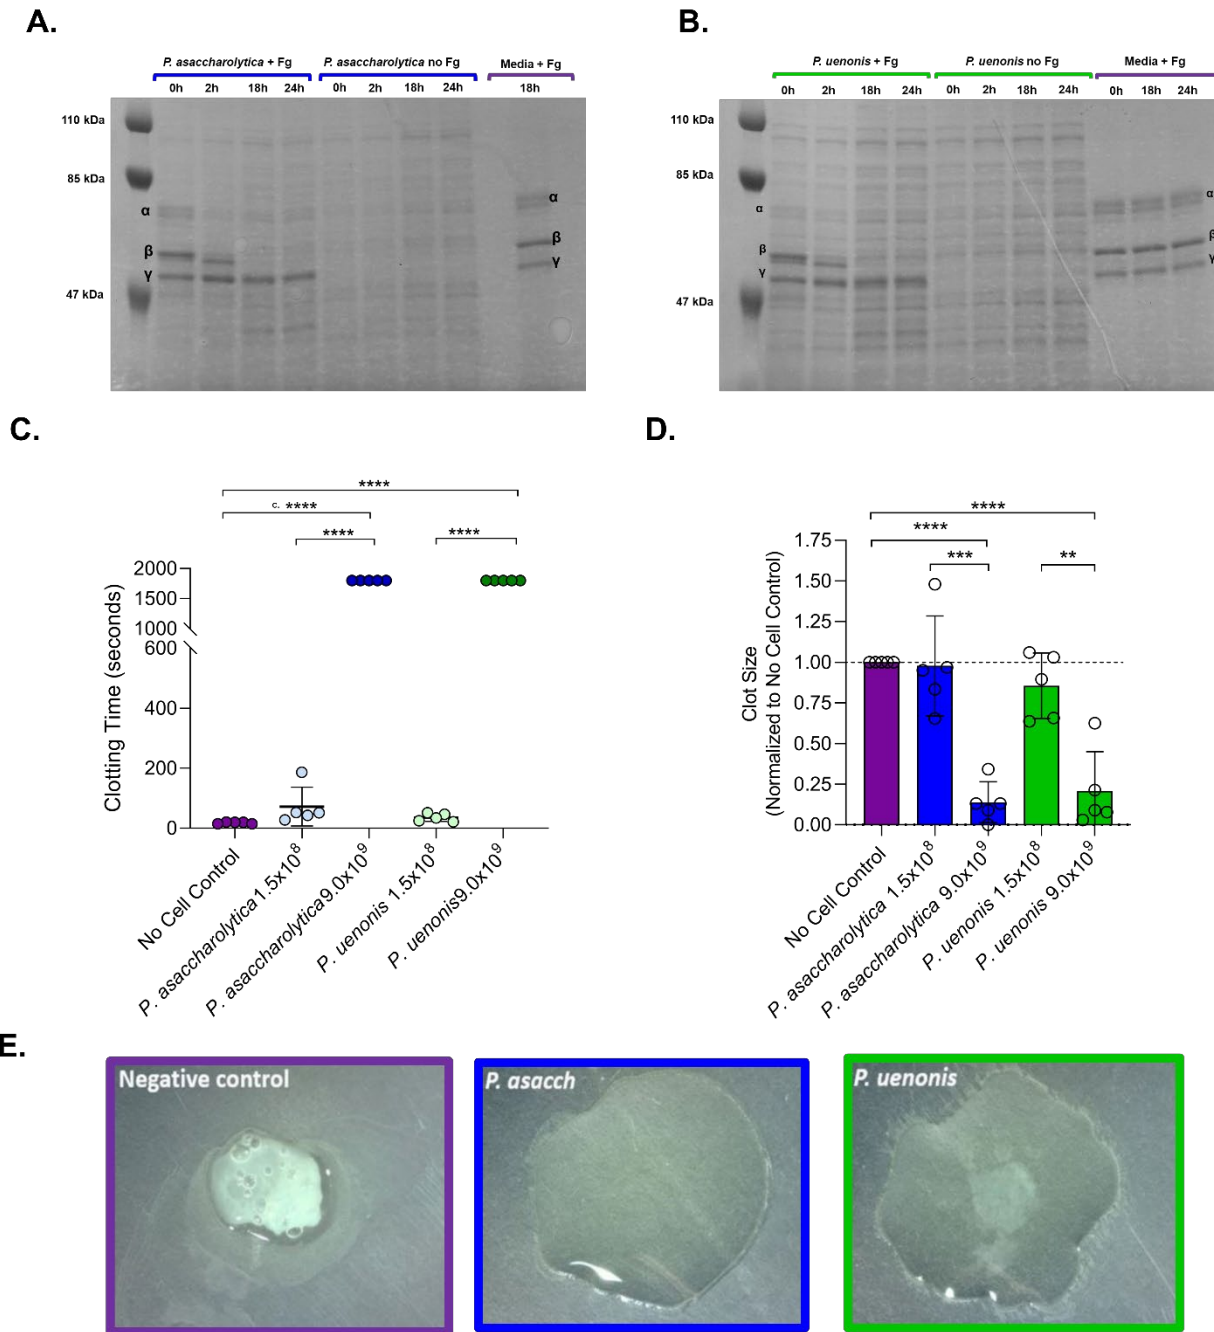 A.
P. asaccharolytica + Fg P. asaccharolytica no Fg Media + Fg
0h 2h 18h 24h 0h 2h 18h 24h 18h
110 kDa
85 kDa
α α
β β
γ γ
47 kDa
B.
P. uenonis + Fg P. uenonis no Fg Media + Fg
0h 2h 18h 24h 0h 2h 18h 24h 0h 18h 24h
110 kDa
85 kDa
α α
β β
γ γ
47 kDa
C.
****
c. ****
**** ****
2000
1500
1000
600
400
200
0
Clotting Time (seconds)
No Cell Control
P. asaccharolytica 1.5x10⁸
P. asaccharolytica 9.0x10⁹
P. uenonis 1.5x10⁸
P. uenonis9.0x10⁹
D.
****
****
*** **
1.75
1.50
1.25
1.00
0.75
0.50
0.25
0.00
Clot Size
(Normalized to No Cell Control)
No Cell Control
P. asaccharolytica 1.5x10⁸
P. asaccharolytica 9.0x10⁹
P. uenonis 1.5x10⁸
P. uenonis 9.0x10⁹
E.
Negative control
P. asacch
P. uenonis